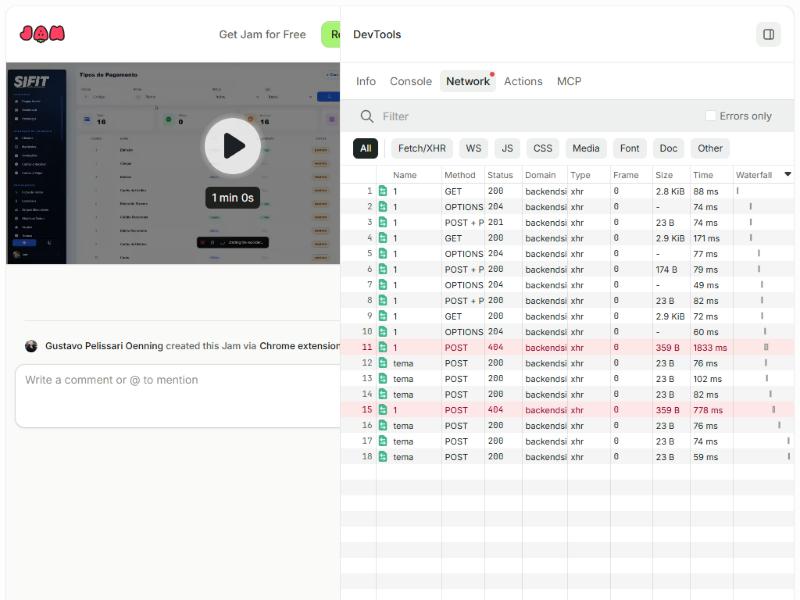 JAM
Get Jam for Free
DevTools
Info Console Network Actions MCP
Filter
Errors only
All Fetch/XHR WS JS CSS Media Font Doc Other
Name Method Status Domain Type Frame Size Time Waterfall
1 1 GET 200 backendsi xhr 0 2.8 KiB 88 ms
2 1 OPTIONS 204 backendsi xhr 0 - 74 ms
3 1 POST + P 201 backendsi xhr 0 23 B 74 ms
4 1 GET 200 backendsi xhr 0 2.9 KiB 171 ms
5 1 OPTIONS 204 backendsi xhr 0 - 77 ms
6 1 POST + P 200 backendsi xhr 0 174 B 79 ms
7 1 OPTIONS 204 backendsi xhr 0 - 49 ms
8 1 POST + P 200 backendsi xhr 0 23 B 82 ms
9 1 GET 200 backendsi xhr 0 2.9 KiB 72 ms
10 1 OPTIONS 204 backendsi xhr 0 - 60 ms
11 1 POST 404 backendsi xhr 0 359 B 1833 ms
12 tema POST 200 backendsi xhr 0 23 B 76 ms
13 tema POST 200 backendsi xhr 0 23 B 102 ms
14 tema POST 200 backendsi xhr 0 23 B 82 ms
15 1 POST 404 backendsi xhr 0 359 B 778 ms
16 tema POST 200 backendsi xhr 0 23 B 76 ms
17 tema POST 200 backendsi xhr 0 23 B 74 ms
18 tema POST 200 backendsi xhr 0 23 B 59 ms
SIFIT
Tipos de Pagamento
16 0 16
1 min 0s
Gustavo Pelissari Oenning created this Jam via Chrome extension
Write a comment or @ to mention